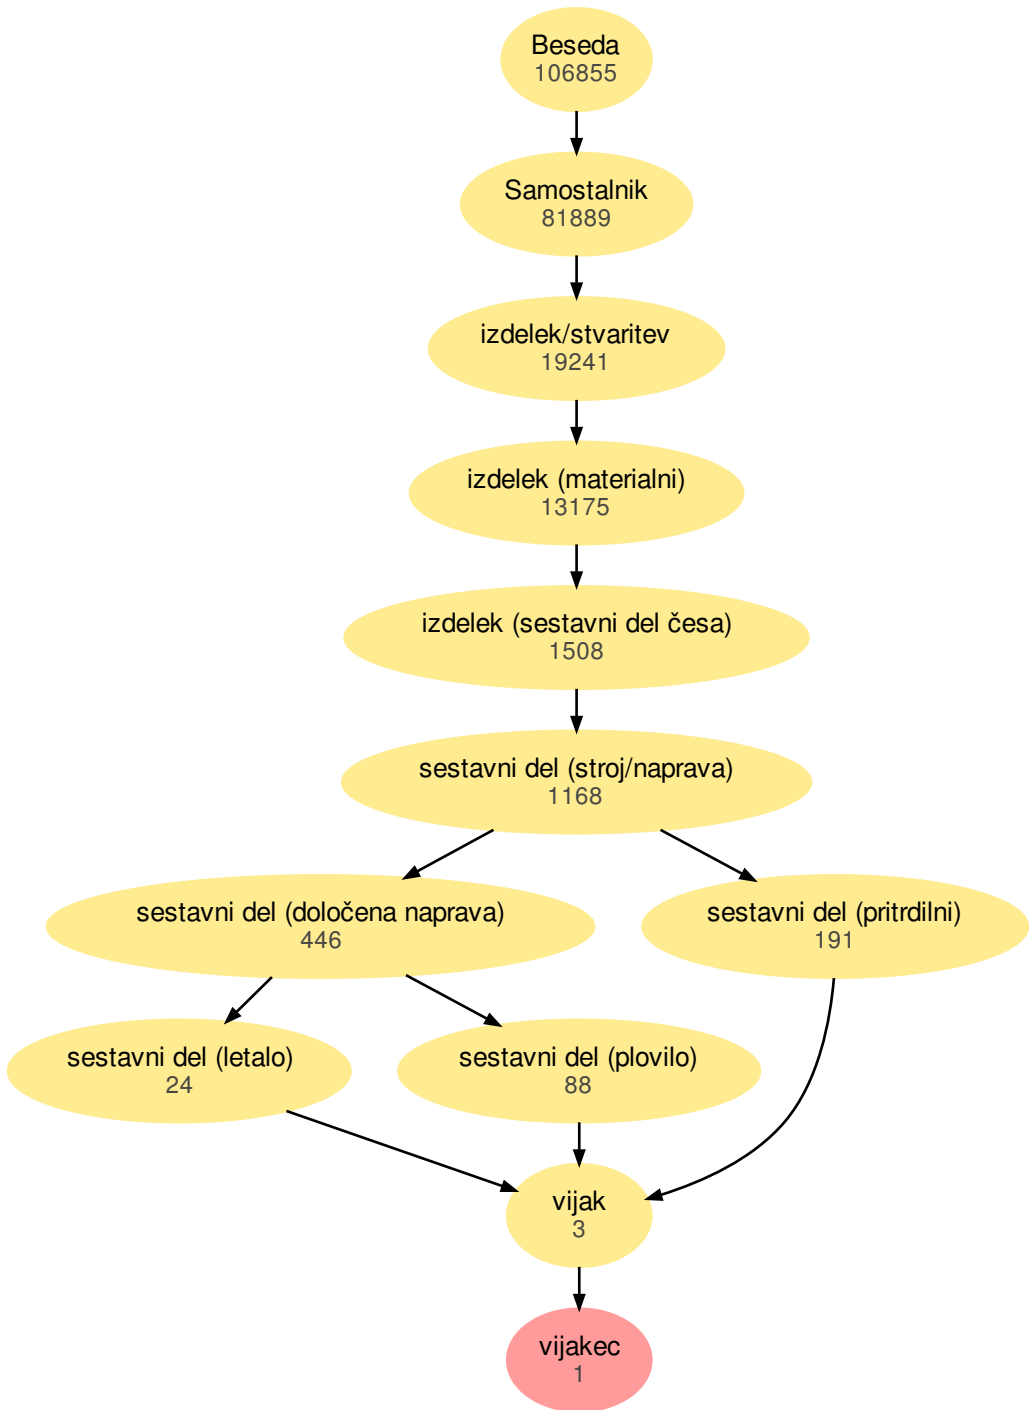 Beseda
106855
Samostalnik
81889
izdelek/stvaritev
19241
izdelek (materialni)
13175
izdelek (sestavni del česa)
1508
sestavni del (stroj/naprava)
1168
sestavni del (določena naprava)
446
sestavni del (pritrdilni)
191
sestavni del (letalo)
24
sestavni del (plovilo)
88
vijak
3
vijakec
1